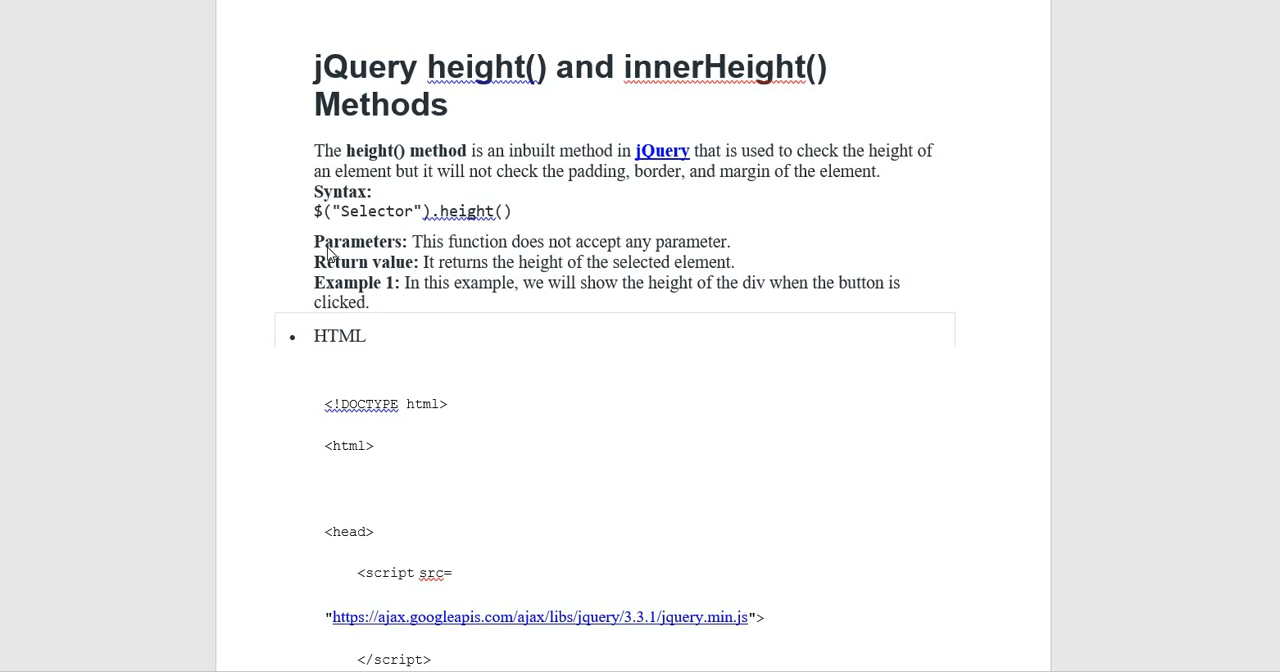 jQuery height() and innerHeight()
Methods
The height() method is an inbuilt method in jQuery that is used to check the height of
an element but it will not check the padding, border, and margin of the element.
Syntax:
$("Selector").height()
Parameters: This function does not accept any parameter.
Return value: It returns the height of the selected element.
Example 1: In this example, we will show the height of the div when the button is
clicked.
• HTML
<!DOCTYPE html>
<html>
<head>
<script src=
"https://ajax.googleapis.com/ajax/libs/jquery/3.3.1/jquery.min.js">
</script>